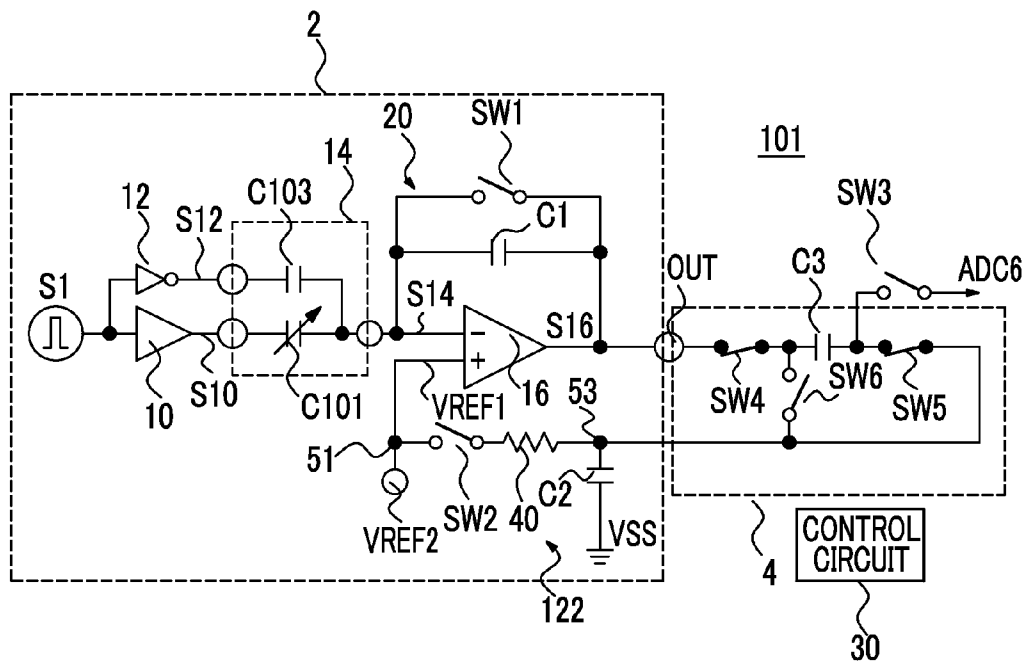 2
20
SW1
101
14
12
C103
S12
C1
SW3
OUT
C3
ADC6
S1
S14
S16
10
S10
C101
VREF1
16
53
SW4
SW6
SW5
51
SW2
40
C2
VREF2
VSS
122
4
CONTROL
CIRCUIT
30